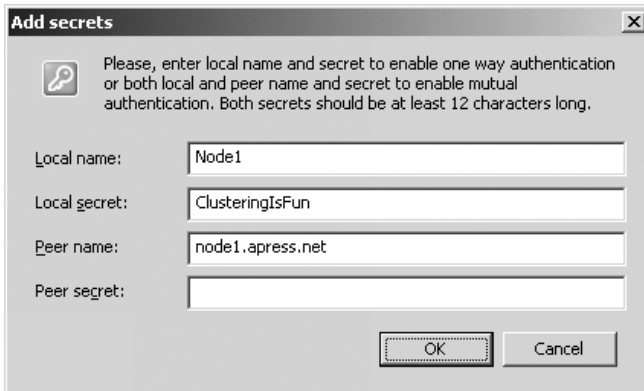 Add secrets
Please, enter local name and secret to enable one way authentication
or both local and peer name and secret to enable mutual
authentication. Both secrets should be at least 12 characters long.
Local name:
Node1
Local secret:
ClusteringIsFun
Peer name:
node1.apress.net
Peer secret:
OK
Cancel